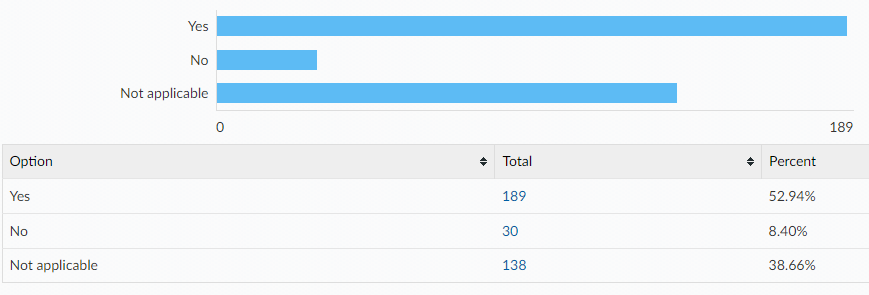 Yes
No
Not applicable
0 189
Option Total Percent
Yes 189 52.94%
No 30 8.40%
Not applicable 138 38.66%